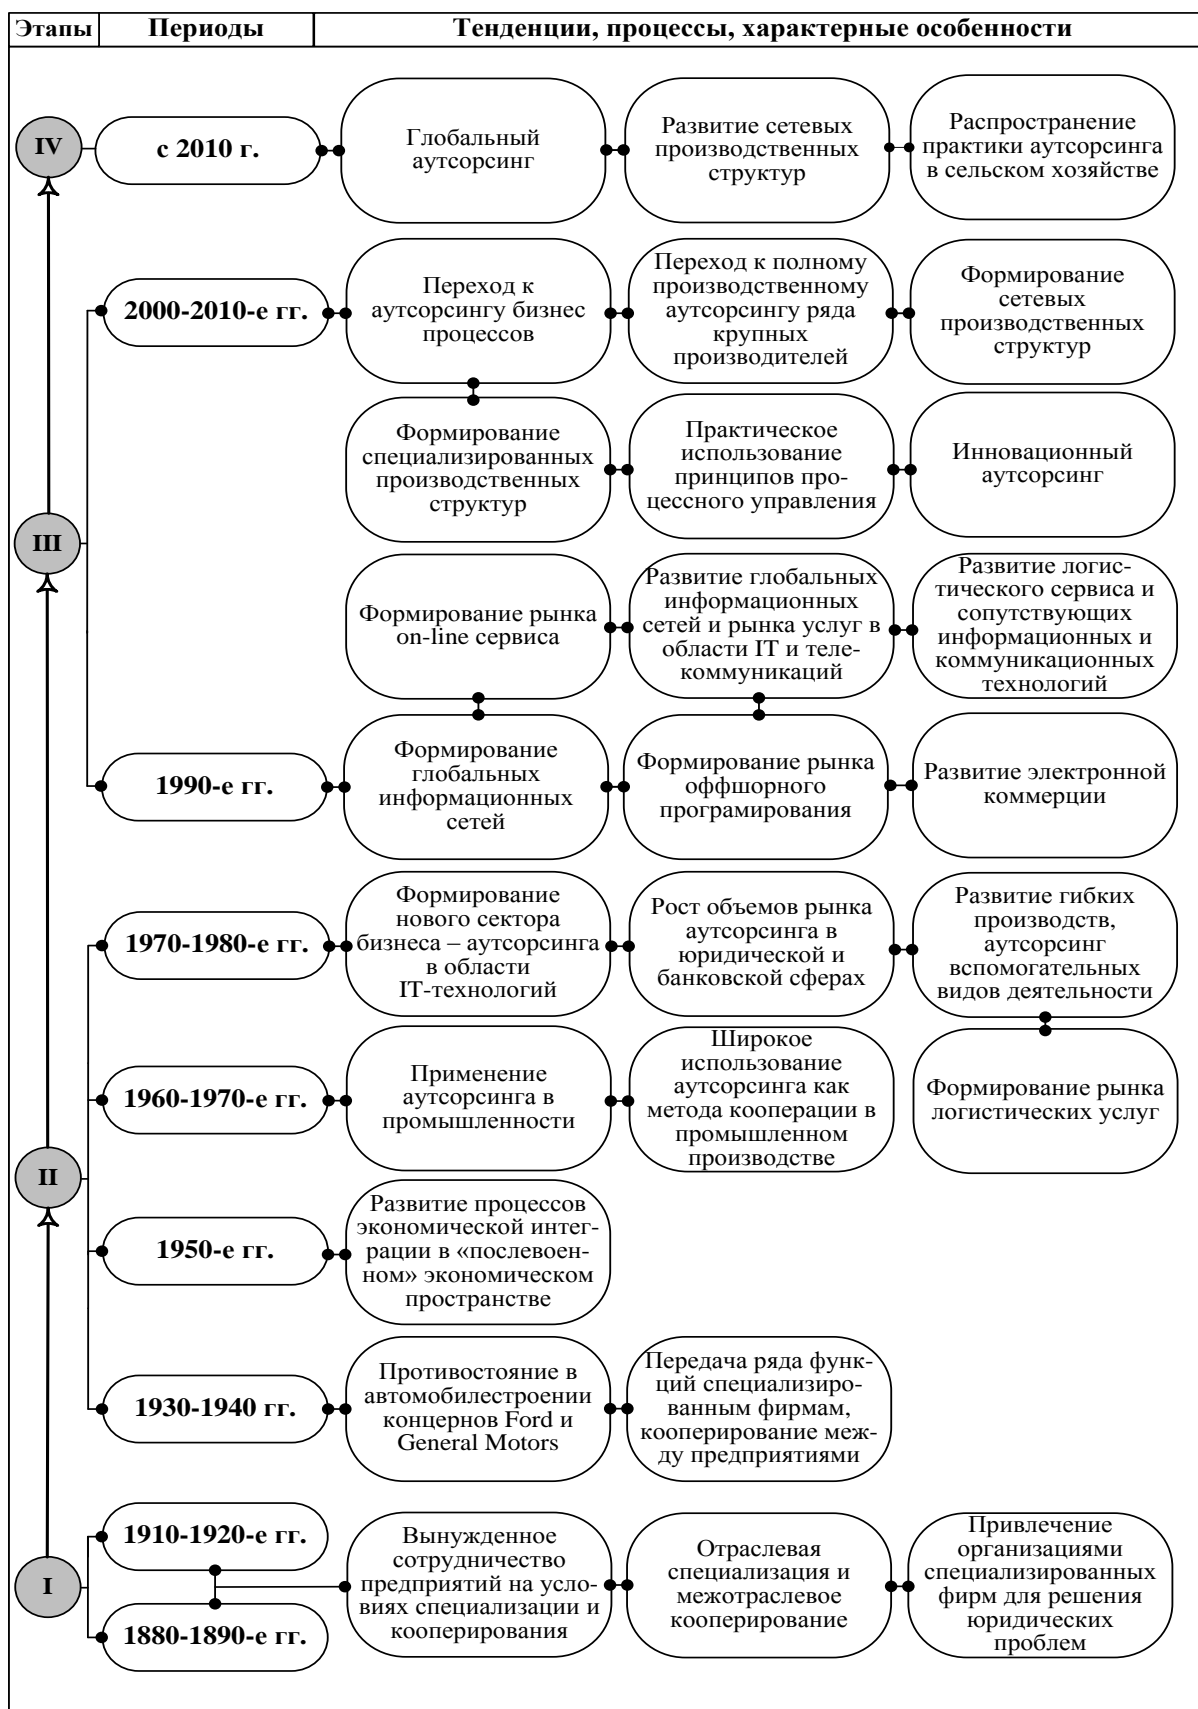 Этапы
Периоды
Тенденции, процессы, характерные особенности
IV
с 2010 г.
Глобальный
аутсорсинг
Развитие сетевых
производственных
структур
Распространение
практики аутсорсинга
в сельском хозяйстве
III
2000-2010-е гг.
Переход к
аутсорсингу бизнес
процессов
Переход к полному
производственному
аутсорсингу ряда
крупных
производителей
Формирование
сетевых
производственных
структур
Формирование
специализированных
производственных
структур
Практическое
использование
принципов про-
цессного управления
Инновационный
аутсорсинг
Формирование рынка
on-line сервиса
Развитие глобальных
информационных
сетей и рынка услуг в
области IT и теле-
коммуникаций
Развитие логис-
тического сервиса и
сопутствующих
информационных и
коммуникационных
технологий
1990-е гг.
Формирование
глобальных
информационных
сетей
Формирование рынка
оффшорного
програмирования
Развитие электронной
коммерции
II
1970-1980-е гг.
Формирование
нового сектора
бизнеса – аутсорсинга
в области
IT-технологий
Рост объемов рынка
аутсорсинга в
юридической и
банковской сферах
Развитие гибких
производств,
аутсорсинг
вспомогательных
видов деятельности
1960-1970-е гг.
Применение
аутсорсинга в
промышленности
Широкое
использование
аутсорсинга как
метода кооперации в
промышленном
производстве
Формирование рынка
логистических услуг
1950-е гг.
Развитие процессов
экономической интег-
рации в «послевоен-
ном» экономическом
пространстве
1930-1940 гг.
Противостояние в
автомобилестроении
концернов Ford и
General Motors
Передача ряда функ-
ций специализиро-
ванным фирмам,
кооперирование меж-
ду предприятиями
I
1910-1920-е гг.
1880-1890-е гг.
Вынужденное
сотрудничество
предприятий на усло-
виях специализации и
кооперирования
Отраслевая
специализация и
межотраслевое
кооперирование
Привлечение
организациями
специализированных
фирм для решения
юридических
проблем